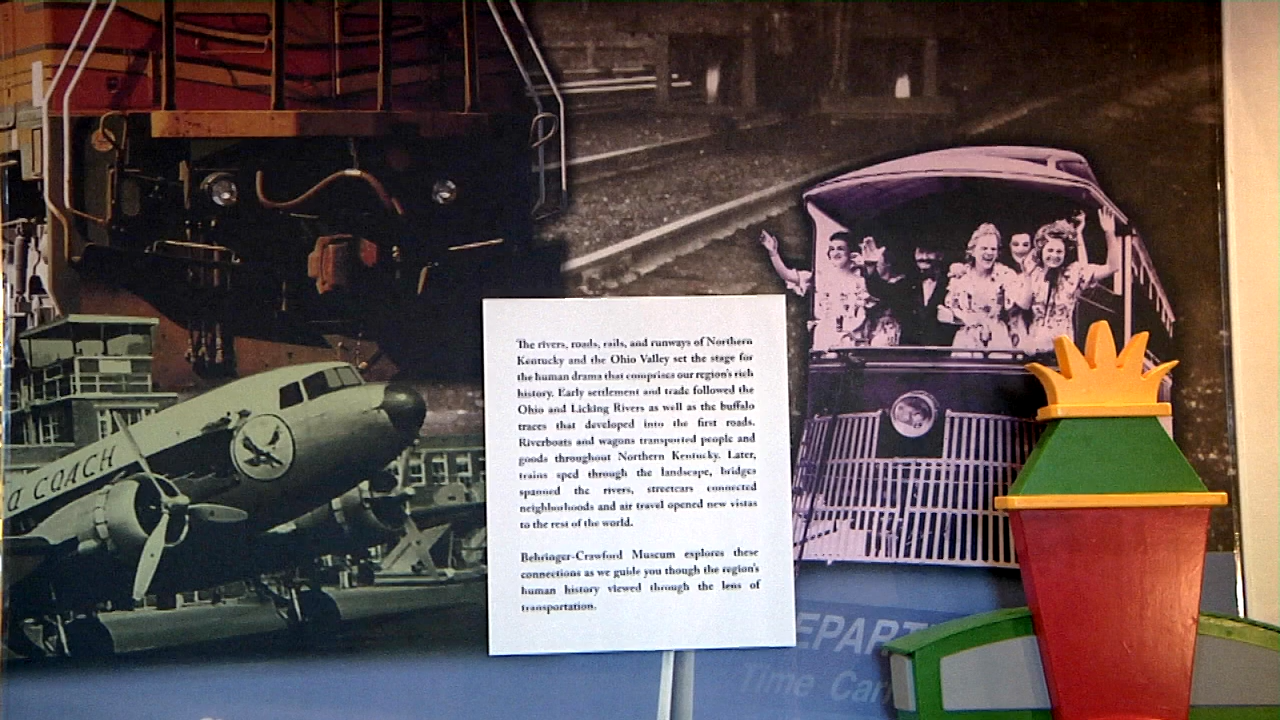 The rivers, roads, rails, and runways of Northern
Kentucky and the Ohio Valley set the stage for
the human drama that comprises our region's rich
history. Early settlement and trade followed the
Ohio and Licking Rivers as well as the buffalo
traces that developed into the first roads.
Riverboats and wagons transported people and
goods throughout Northern Kentucky. Later,
trains sped through the landscape, bridges
spanned the rivers, streetcars connected
neighborhoods and air travel opened new vistas
to the rest of the world.
Behringer-Crawford Museum explores these
connections as we guide you though the region's
human history viewed through the lens of
transportation.
COACH
EPART
Time Car